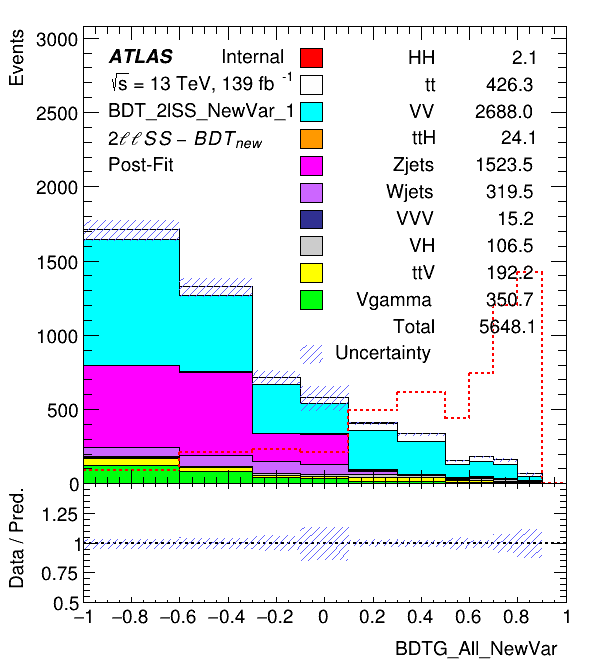 Events
3000
2500
2000
1500
1000
500
0
ATLAS Internal
√s = 13 TeV, 139 fb -1
BDT_2lSS_NewVar_1
2ℓℓSS − BDTnew
Post-Fit
HH 2.1
tt 426.3
VV 2688.0
ttH 24.1
Zjets 1523.5
Wjets 319.5
VVV 15.2
VH 106.5
ttV 192.2
Vgamma 350.7
Total 5648.1
Uncertainty
Data / Pred.
1.25
1
0.75
0.5
−1 −0.8 −0.6 −0.4 −0.2 0 0.2 0.4 0.6 0.8 1
BDTG_All_NewVar